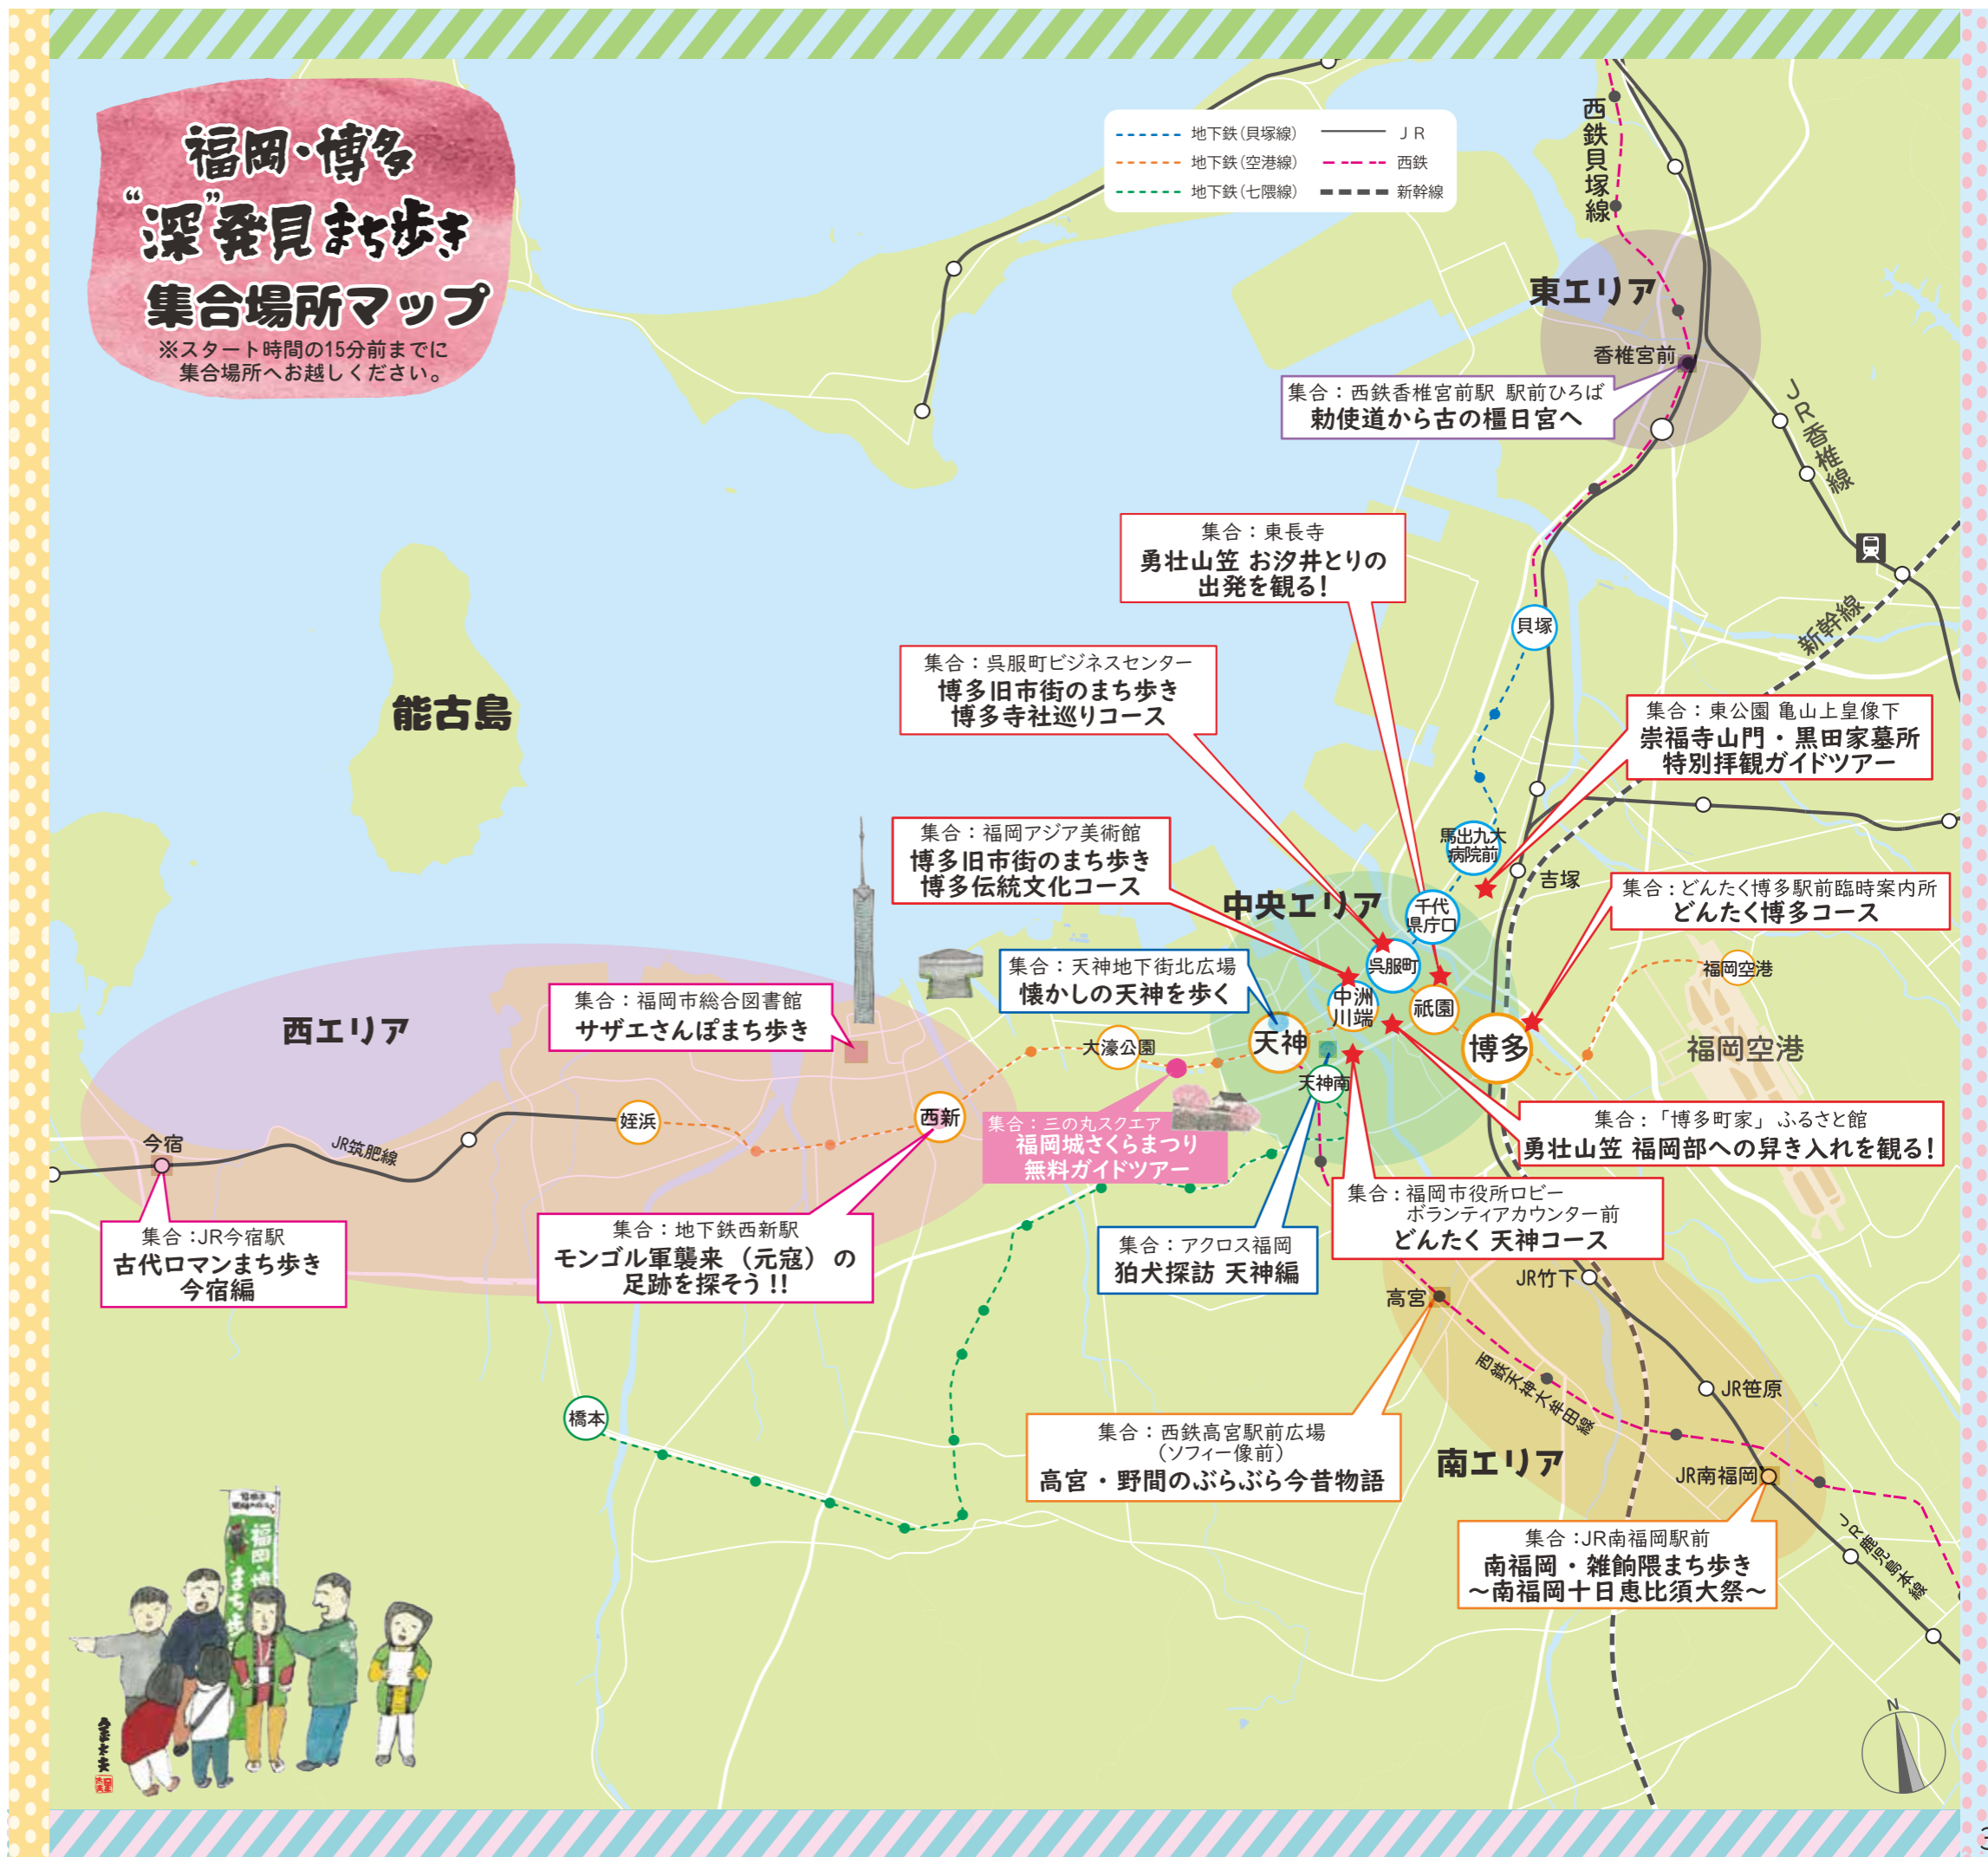 福岡・博多
“深”発見まち歩き
集合場所マップ
※スタート時間の15分前までに
集合場所へお越しください。
地下鉄(貝塚線)
地下鉄(空港線)
地下鉄(七隈線)
JR
西鉄
新幹線
西鉄貝塚線
東エリア
香椎宮前
集合：西鉄香椎宮前駅 駅前ひろば
勅使道から古の橿日宮へ
JR香椎線
新幹線
集合：東長寺
勇壮山笠 お汐井とりの
出発を観る!
貝塚
集合：呉服町ビジネスセンター
博多旧市街のまち歩き
博多寺社巡りコース
能古島
集合：東公園 亀山上皇像下
崇福寺山門・黒田家墓所
特別拝観ガイドツアー
集合：福岡アジア美術館
博多旧市街のまち歩き
博多伝統文化コース
馬出九大
病院前
吉塚
中央エリア
千代
県庁口
集合：どんたく博多駅前臨時案内所
どんたく博多コース
集合：天神地下街北広場
懐かしの天神を歩く
呉服町
福岡空港
中洲
川端
祇園
集合：福岡市総合図書館
サザエさんぽまち歩き
西エリア
大濠公園
天神
博多
福岡空港
天神南
姪浜
西新
集合：三の丸スクエア
福岡城さくらまつり
無料ガイドツアー
集合：「博多町家」ふるさと館
勇壮山笠 福岡部への舁き入れを観る!
今宿
JR筑肥線
集合：JR今宿駅
古代ロマンまち歩き
今宿編
集合：地下鉄西新駅
モンゴル軍襲来（元寇）の
足跡を探そう!!
集合：アクロス福岡
狛犬探訪 天神編
集合：福岡市役所ロビー
ボランティアカウンター前
どんたく 天神コース
JR竹下
高宮
西鉄天神大牟田線
JR笹原
橋本
集合：西鉄高宮駅前広場
（ソフィー像前）
高宮・野間のぶらぶら今昔物語
南エリア
JR南福岡
集合：JR南福岡駅前
南福岡・雑餉隈まち歩き
～南福岡十日恵比須大祭～
JR鹿児島本線
福岡・博
まち歩
N